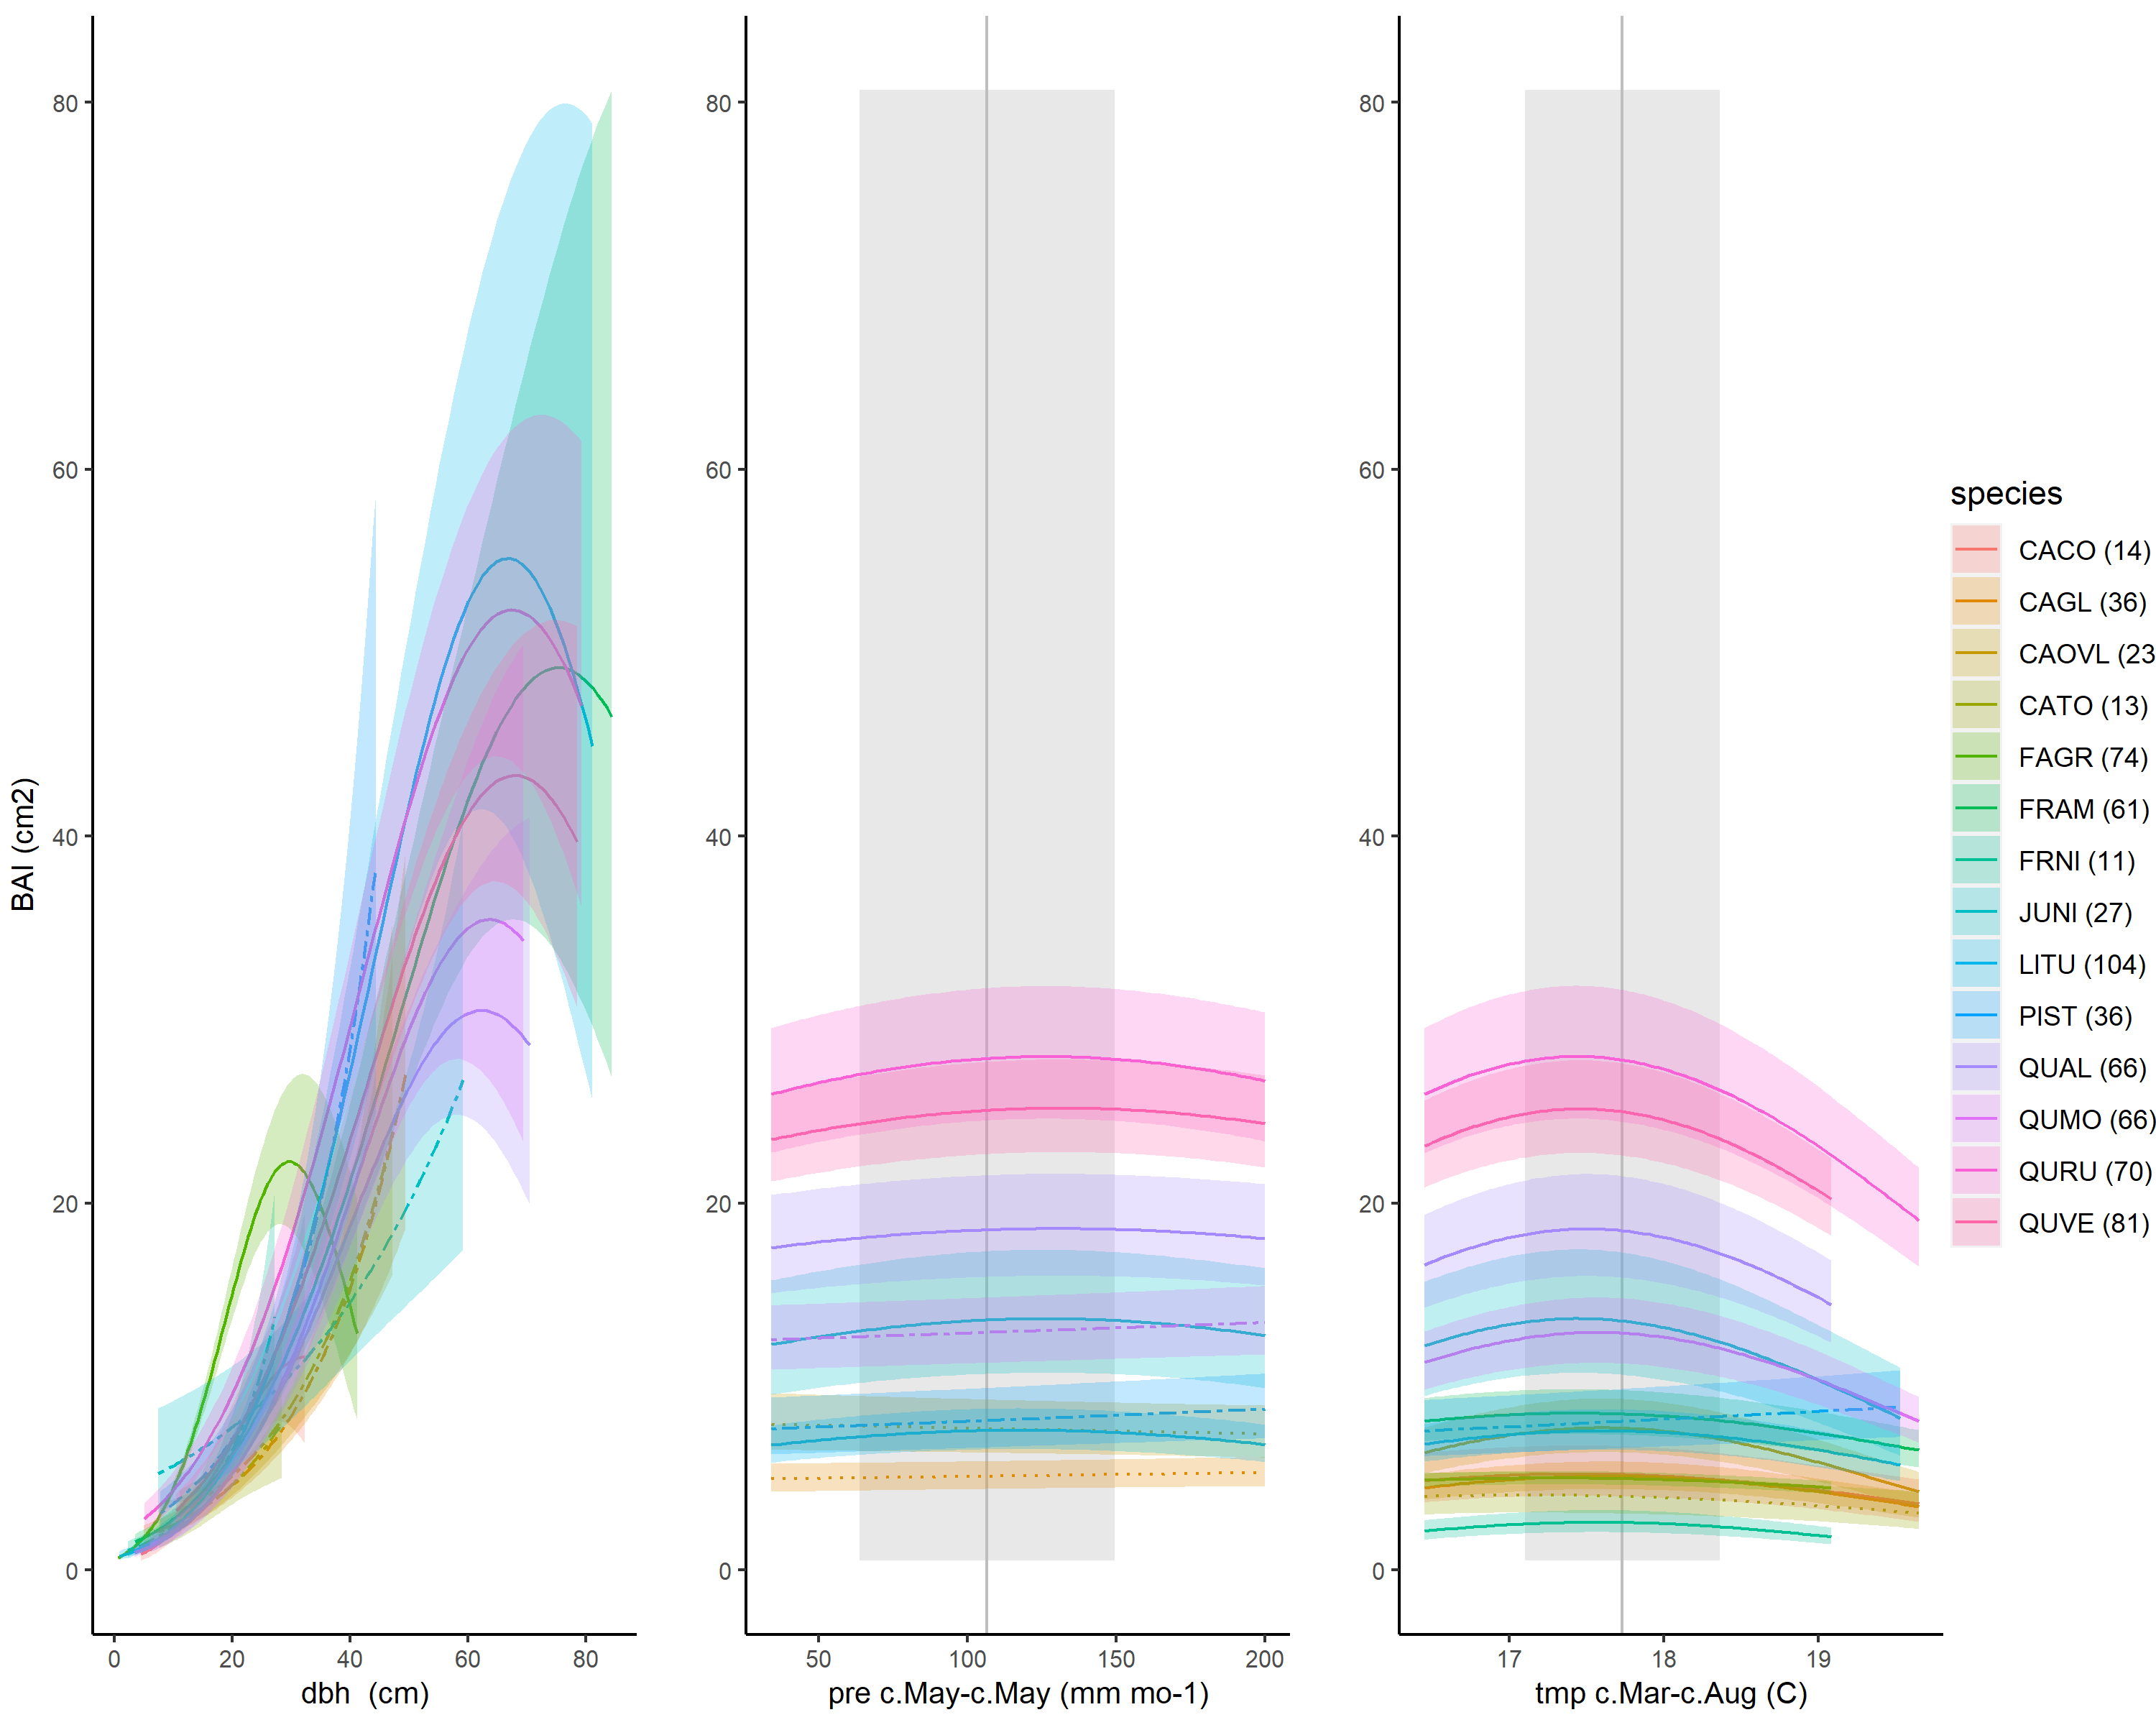 BAI (cm2)
80
60
40
20
0
0 20 40 60 80
dbh (cm)
80
60
40
20
0
50 100 150 200
pre c.May-c.May (mm mo-1)
80
60
40
20
0
17 18 19
tmp c.Mar-c.Aug (C)
species
CACO (14)
CAGL (36)
CAOVL (23
CATO (13)
FAGR (74)
FRAM (61)
FRNI (11)
JUNI (27)
LITU (104)
PIST (36)
QUAL (66)
QUMO (66)
QURU (70)
QUVE (81)